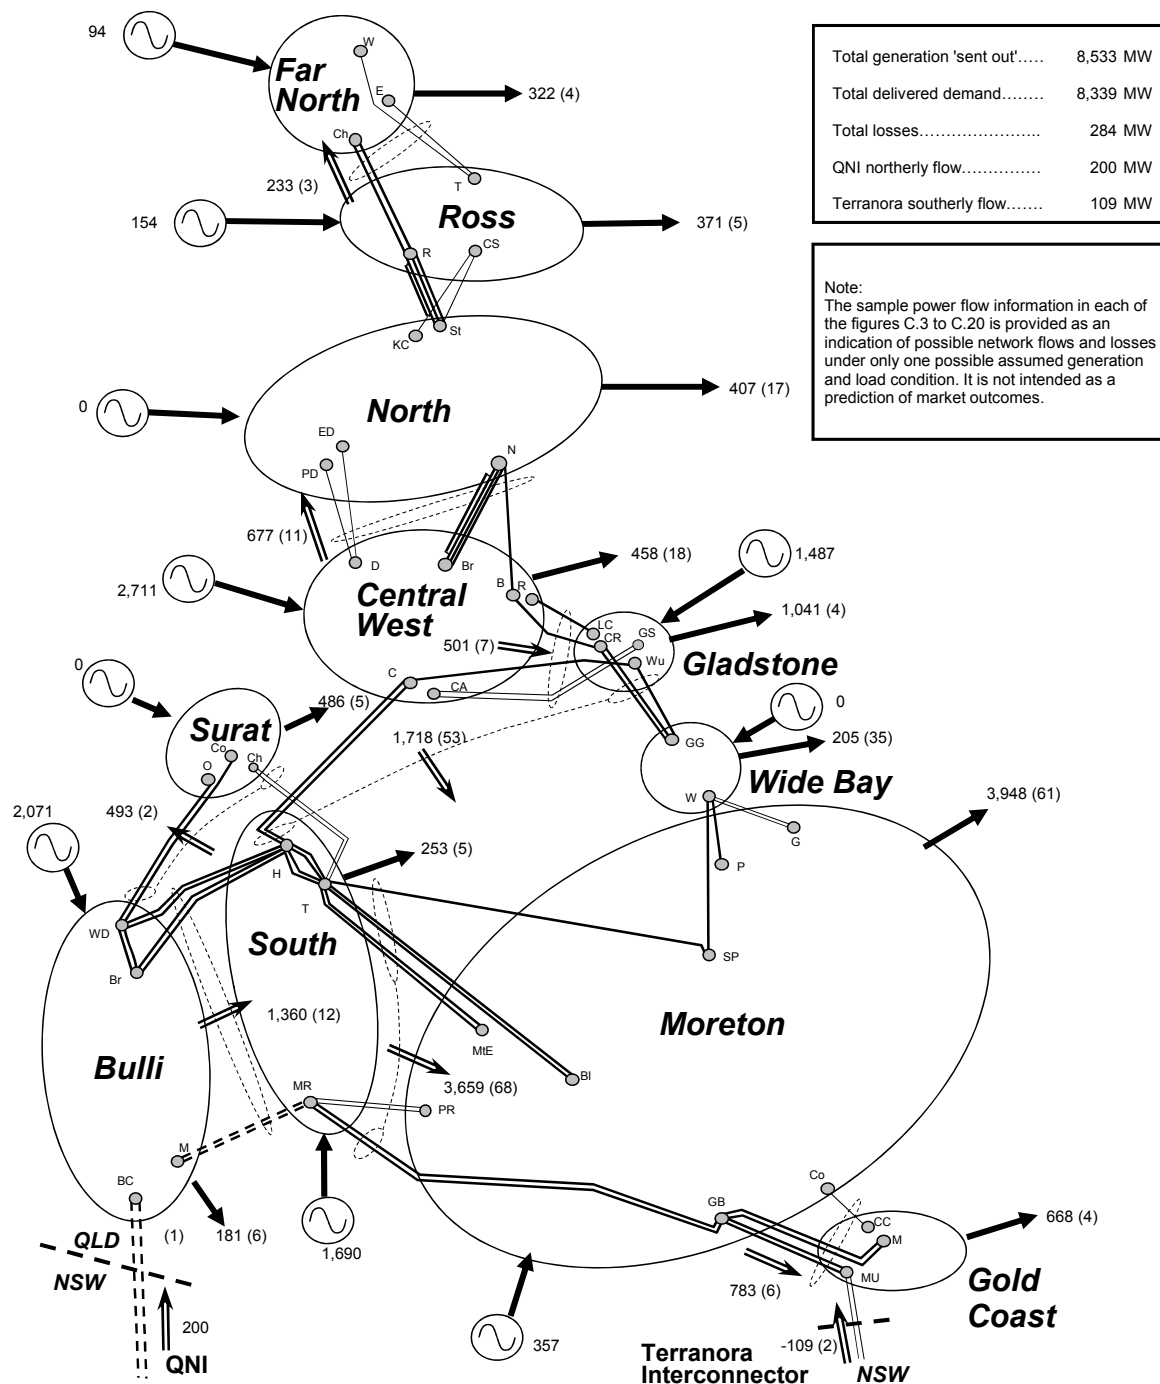 94
W
Far
North
E
322 (4)
Ch
233 (3)
T
154
Ross
371 (5)
CS
R
St
KC
0
North
407 (17)
ED
PD
N
677 (11)
2,711
D
Br
458 (18)
1,487
Central
West
B
R
1,041 (4)
LC
GS
CR
501 (7)
Wu
Gladstone
C
CA
0
486 (5)
Surat
Co
Ch
O
1,718 (53)
GG
0
205 (35)
Wide Bay
W
G
P
2,071
493 (2)
3,948 (61)
253 (5)
H
T
WD
South
SP
Br
1,360 (12)
Moreton
MtE
Bulli
BI
3,659 (68)
MR
PR
M
BC
Co
GB
CC
M
668 (4)
QLD
(1)
181 (6)
1,690
NSW
MU
783 (6)
Gold
Coast
200
QNI
357
-109 (2)
Terranora
Interconnector
NSW
Total generation 'sent out'..... 8,533 MW
Total delivered demand........ 8,339 MW
Total losses...................... 284 MW
QNI northerly flow............... 200 MW
Terranora southerly flow....... 109 MW
Note:
The sample power flow information in each of
the figures C.3 to C.20 is provided as an
indication of possible network flows and losses
under only one possible assumed generation
and load condition. It is not intended as a
prediction of market outcomes.